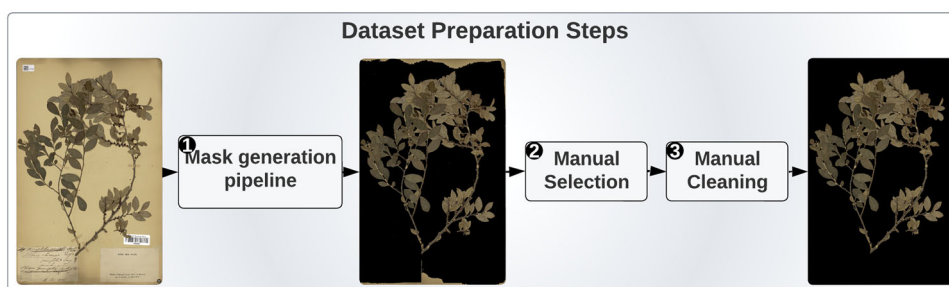 Dataset Preparation Steps
1
Mask generation
pipeline
2
Manual
Selection
3
Manual
Cleaning